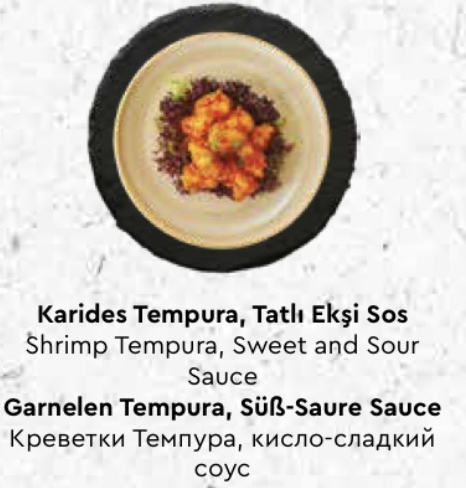 Karides Tempura, Tatlı Ekşi Sos
Shrimp Tempura, Sweet and Sour
Sauce
Garnelen Tempura, Süß-Saure Sauce
Креветки Темпура, кисло-сладкий
соус